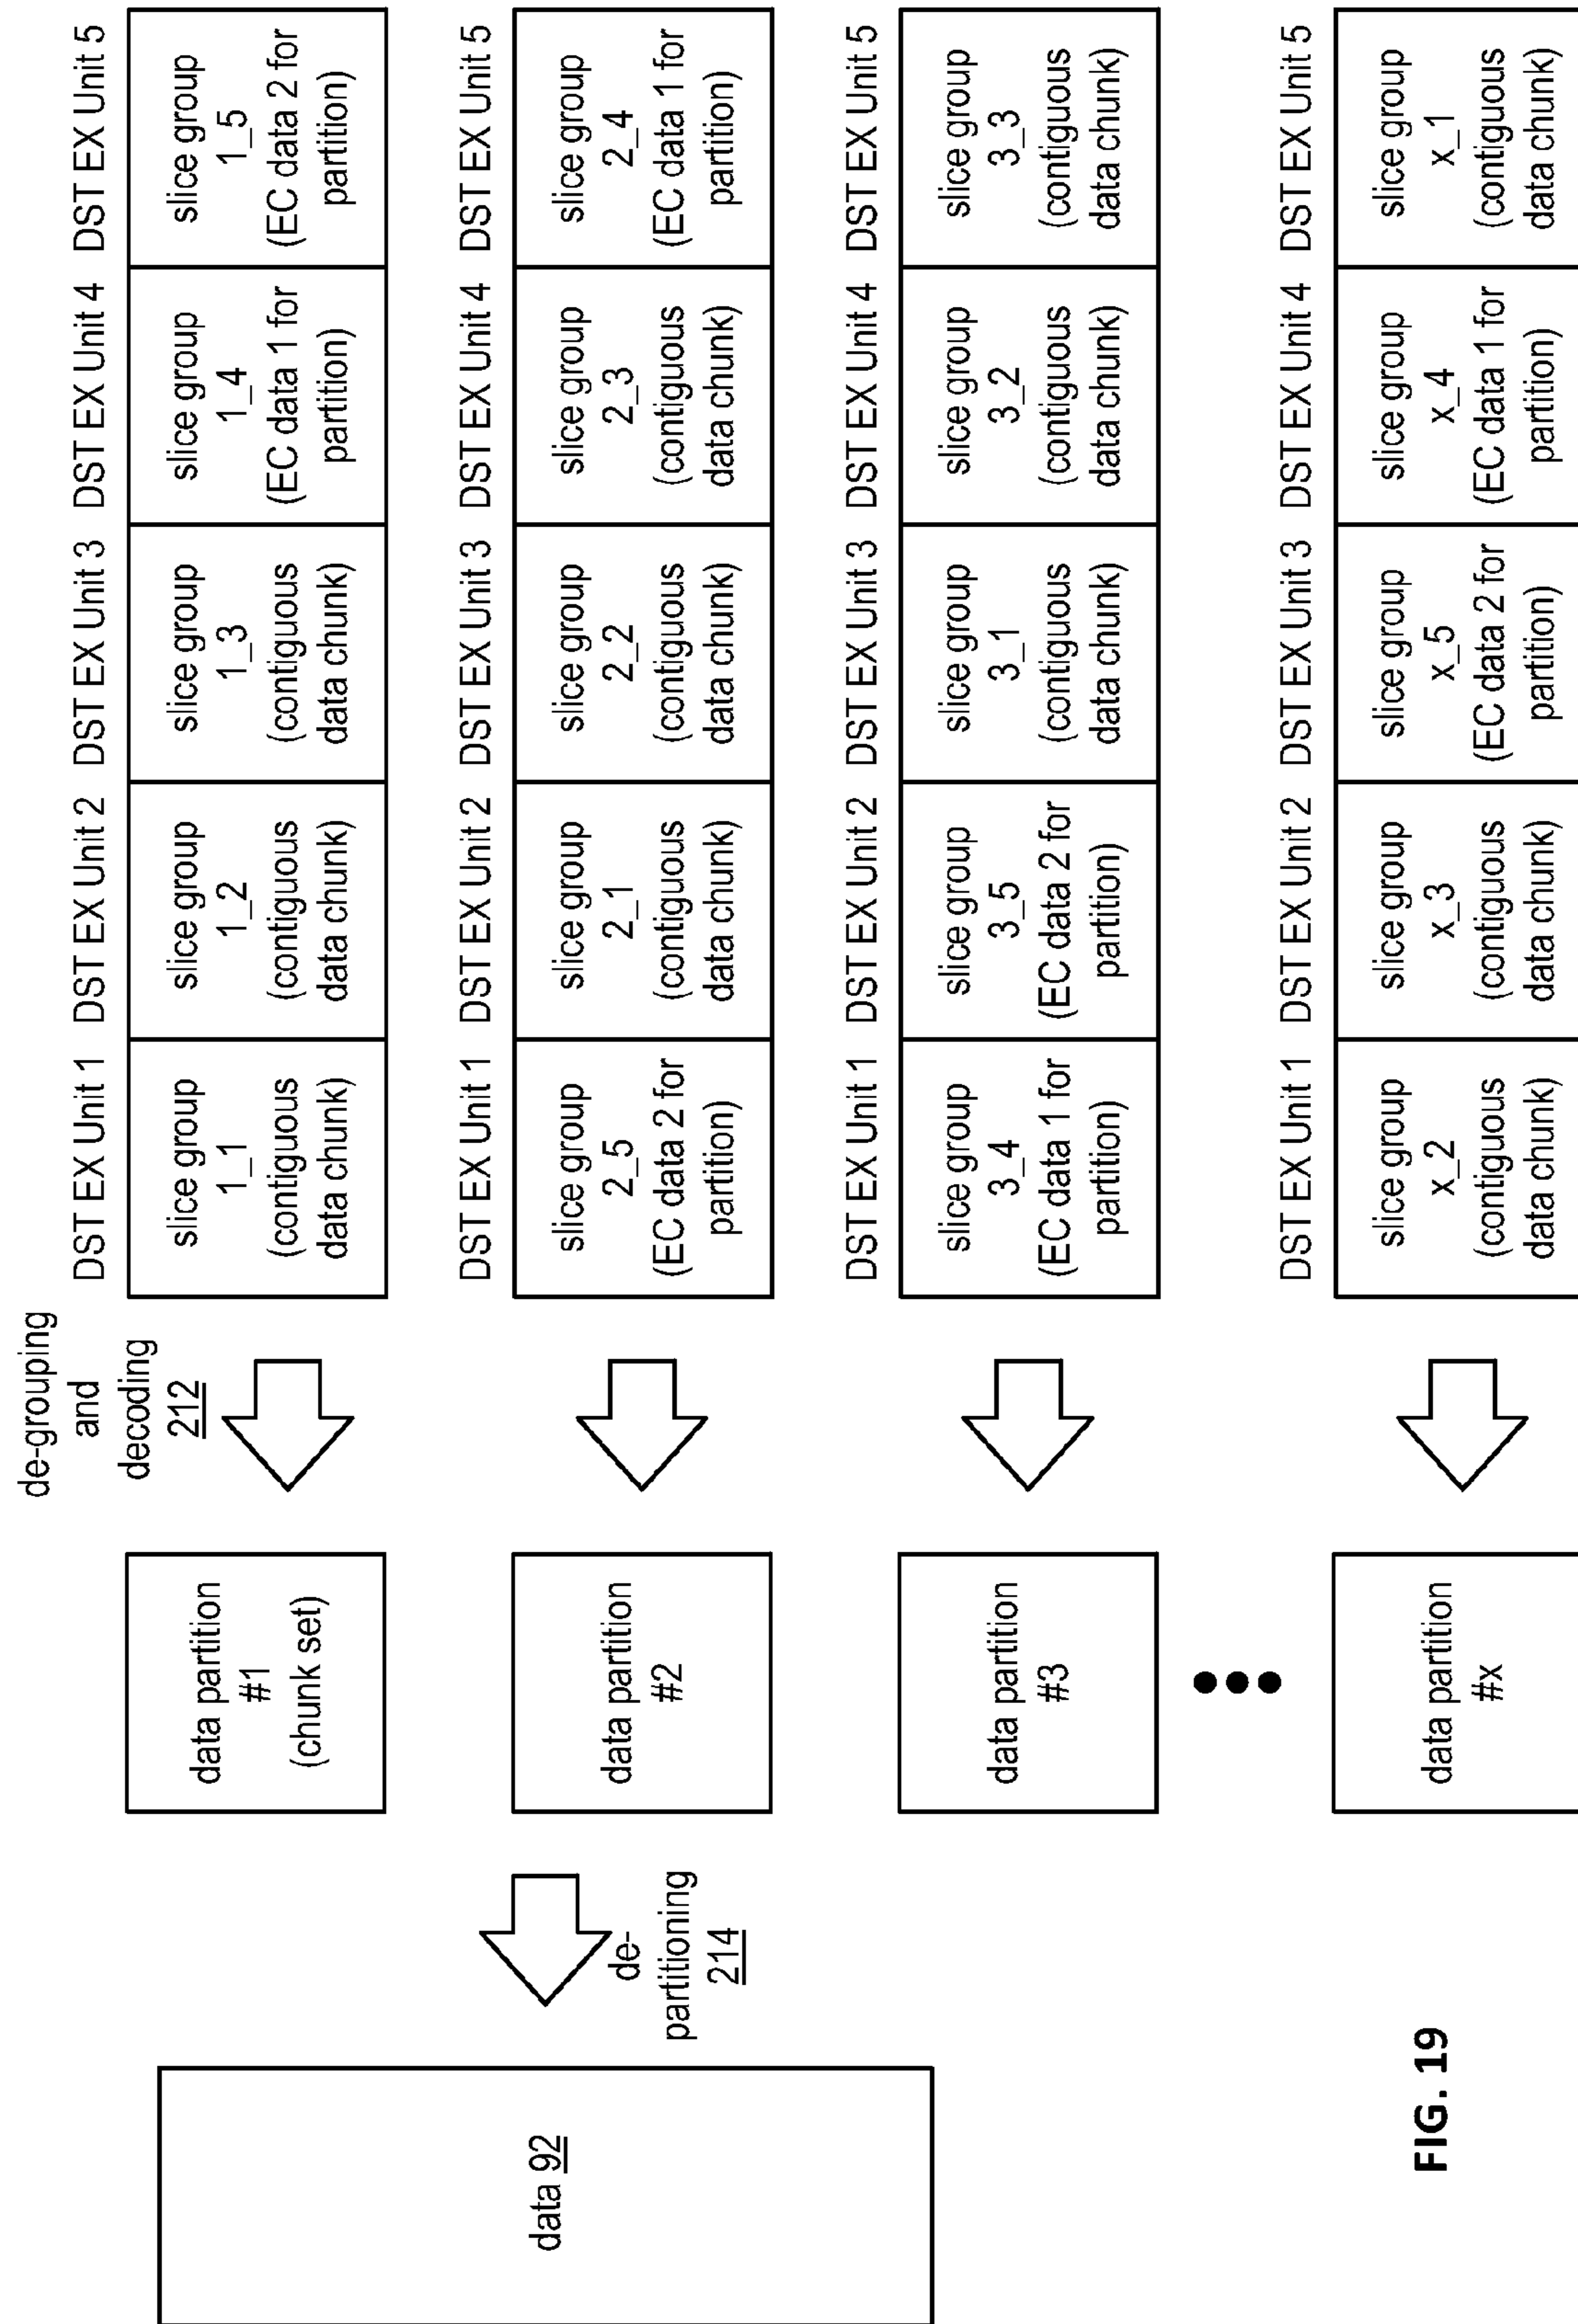 de-grouping
and
decoding
212
DST EX Unit 1
DST EX Unit 2
DST EX Unit 3
DST EX Unit 4
DST EX Unit 5
data partition
#1
(chunk set)
slice group
1_1
(contiguous
data chunk)
slice group
1_2
(contiguous
data chunk)
slice group
1_3
(contiguous
data chunk)
slice group
1_4
(EC data 1 for
partition)
slice group
1_5
(EC data 2 for
partition)
data 92
de-
partitioning
214
DST EX Unit 1
DST EX Unit 2
DST EX Unit 3
DST EX Unit 4
DST EX Unit 5
data partition
#2
slice group
2_5
(EC data 2 for
partition)
slice group
2_1
(contiguous
data chunk)
slice group
2_2
(contiguous
data chunk)
slice group
2_3
(contiguous
data chunk)
slice group
2_4
(EC data 1 for
partition)
DST EX Unit 1
DST EX Unit 2
DST EX Unit 3
DST EX Unit 4
DST EX Unit 5
data partition
#3
slice group
3_4
(EC data 1 for
partition)
slice group
3_5
(EC data 2 for
partition)
slice group
3_1
(contiguous
data chunk)
slice group
3_2
(contiguous
data chunk)
slice group
3_3
(contiguous
data chunk)
DST EX Unit 1
DST EX Unit 2
DST EX Unit 3
DST EX Unit 4
DST EX Unit 5
data partition
#x
slice group
x_2
(contiguous
data chunk)
slice group
x_3
(contiguous
data chunk)
slice group
x_5
(EC data 2 for
partition)
slice group
x_4
(EC data 1 for
partition)
slice group
x_1
(contiguous
data chunk)
FIG. 19